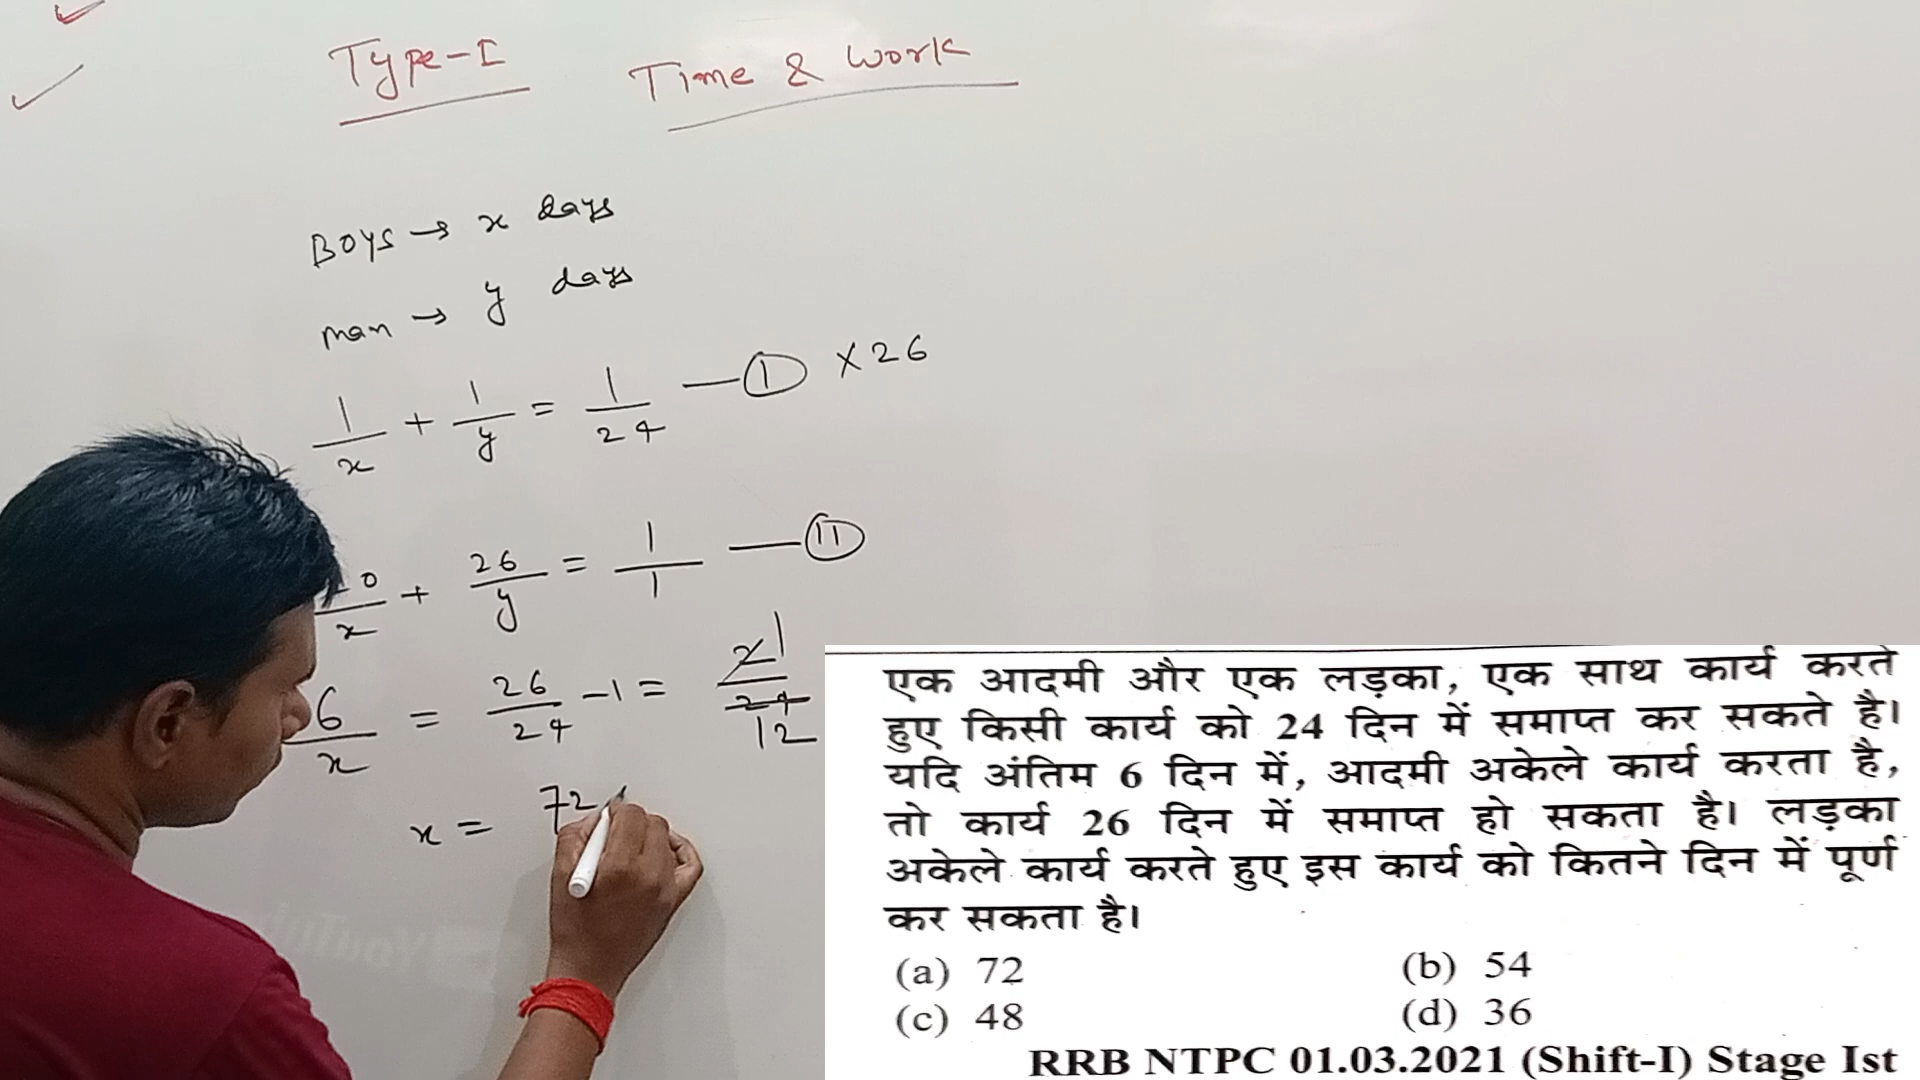 Type-I Time & Work
Boys → x days
man → y days
1/x + 1/y = 1/24 — (I) × 26
0/x + 26/y = 1/1 — (II)
6/x = 26/24 - 1 = 2/24 1/12
x = 72
एक आदमी और एक लड़का, एक साथ कार्य करते
हुए किसी कार्य को 24 दिन में समाप्त कर सकते है।
यदि अंतिम 6 दिन में, आदमी अकेले कार्य करता है,
तो कार्य 26 दिन में समाप्त हो सकता है। लड़का
अकेले कार्य करते हुए इस कार्य को कितने दिन में पूर्ण
कर सकता है।
(a) 72 (b) 54
(c) 48 (d) 36
RRB NTPC 01.03.2021 (Shift-I) Stage Ist